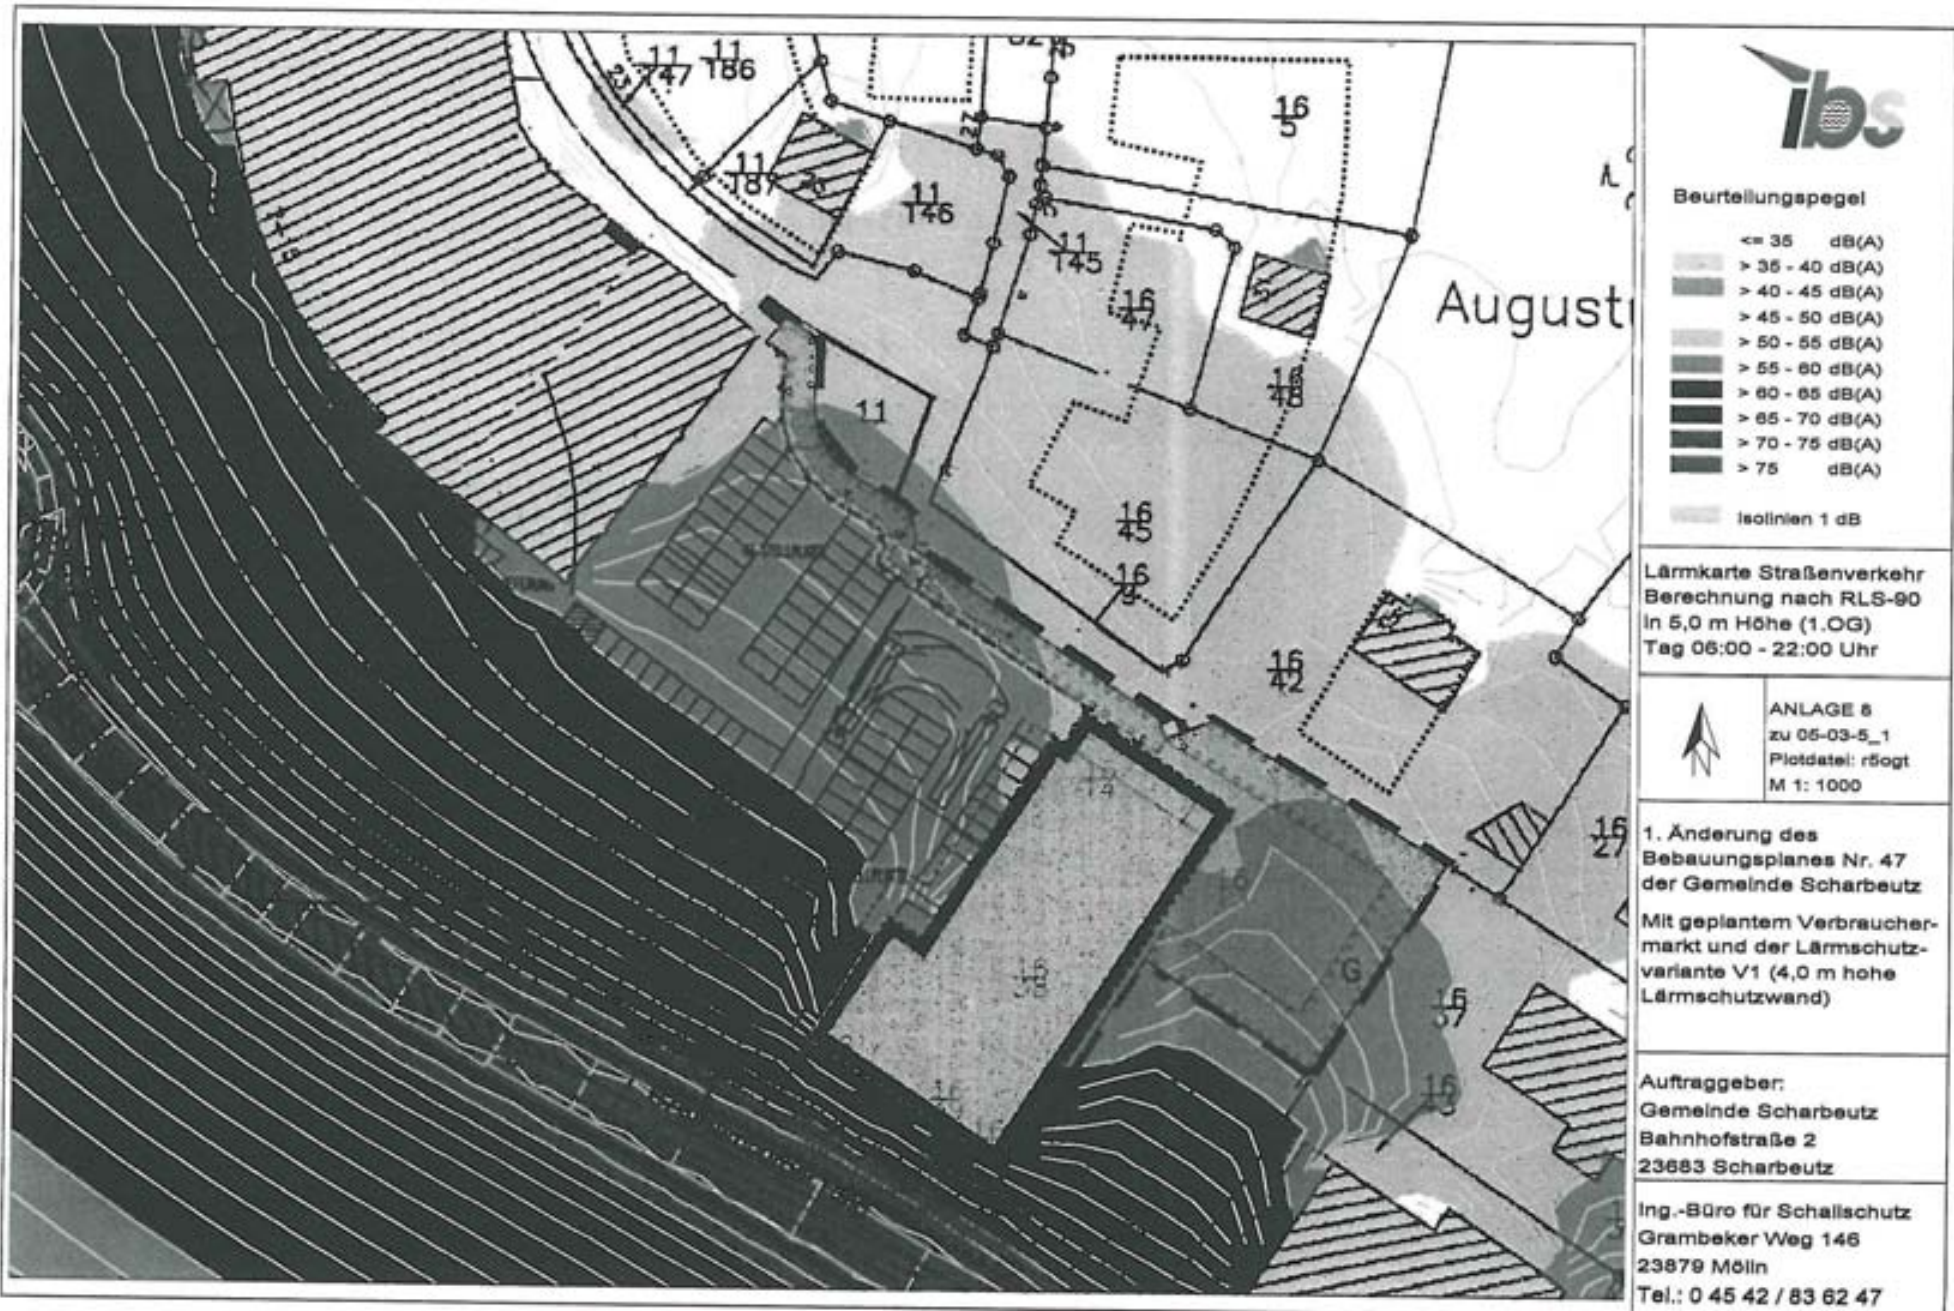 11
147
11
186
23
27
16
5
11
187
11
146
11
145
16
47
Augustu
16
48
11
16
45
16
9
16
42
16
27
G
16
7
16
ibs
Beurteilungspegel
<= 35 dB(A)
> 35 - 40 dB(A)
> 40 - 45 dB(A)
> 45 - 50 dB(A)
> 50 - 55 dB(A)
> 55 - 60 dB(A)
> 60 - 65 dB(A)
> 65 - 70 dB(A)
> 70 - 75 dB(A)
> 75 dB(A)
Isolinien 1 dB
Lärmkarte Straßenverkehr
Berechnung nach RLS-90
in 5,0 m Höhe (1.OG)
Tag 06:00 - 22:00 Uhr
ANLAGE 8
zu 05-03-5_1
Plotdatei: r5ogt
M 1: 1000
1. Änderung des
Bebauungsplanes Nr. 47
der Gemeinde Scharbeutz
Mit geplantem Verbraucher-
markt und der Lärmschutz-
variante V1 (4,0 m hohe
Lärmschutzwand)
Auftraggeber:
Gemeinde Scharbeutz
Bahnhofstraße 2
23683 Scharbeutz
Ing.-Büro für Schallschutz
Grambeker Weg 146
23879 Mölln
Tel.: 0 45 42 / 83 62 47